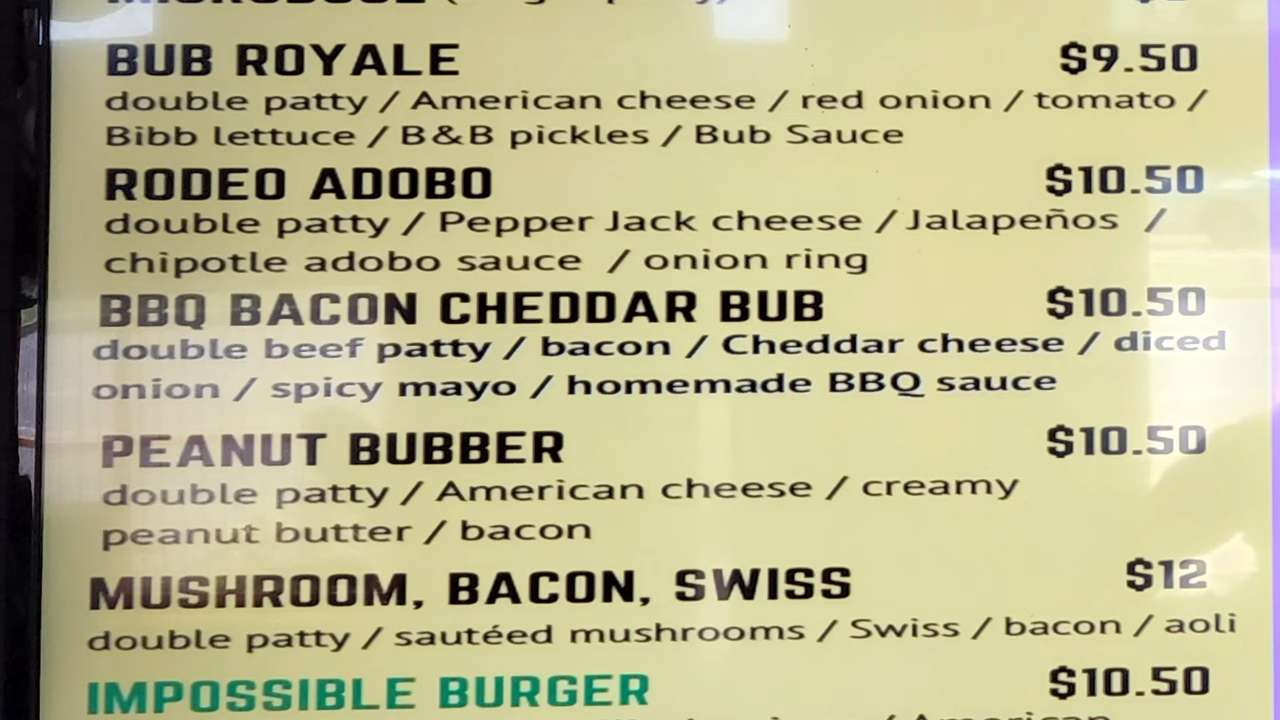 BUB ROYALE $9.50
double patty / American cheese / red onion / tomato /
Bibb lettuce / B&B pickles / Bub Sauce
RODEO ADOBO $10.50
double patty / Pepper Jack cheese / Jalapeños /
chipotle adobo sauce / onion ring
BBQ BACON CHEDDAR BUB $10.50
double beef patty / bacon / Cheddar cheese / diced
onion / spicy mayo / homemade BBQ sauce
PEANUT BUBBER $10.50
double patty / American cheese / creamy
peanut butter / bacon
MUSHROOM, BACON, SWISS $12
double patty / sautéed mushrooms / Swiss / bacon / aoli
IMPOSSIBLE BURGER $10.50
/ American